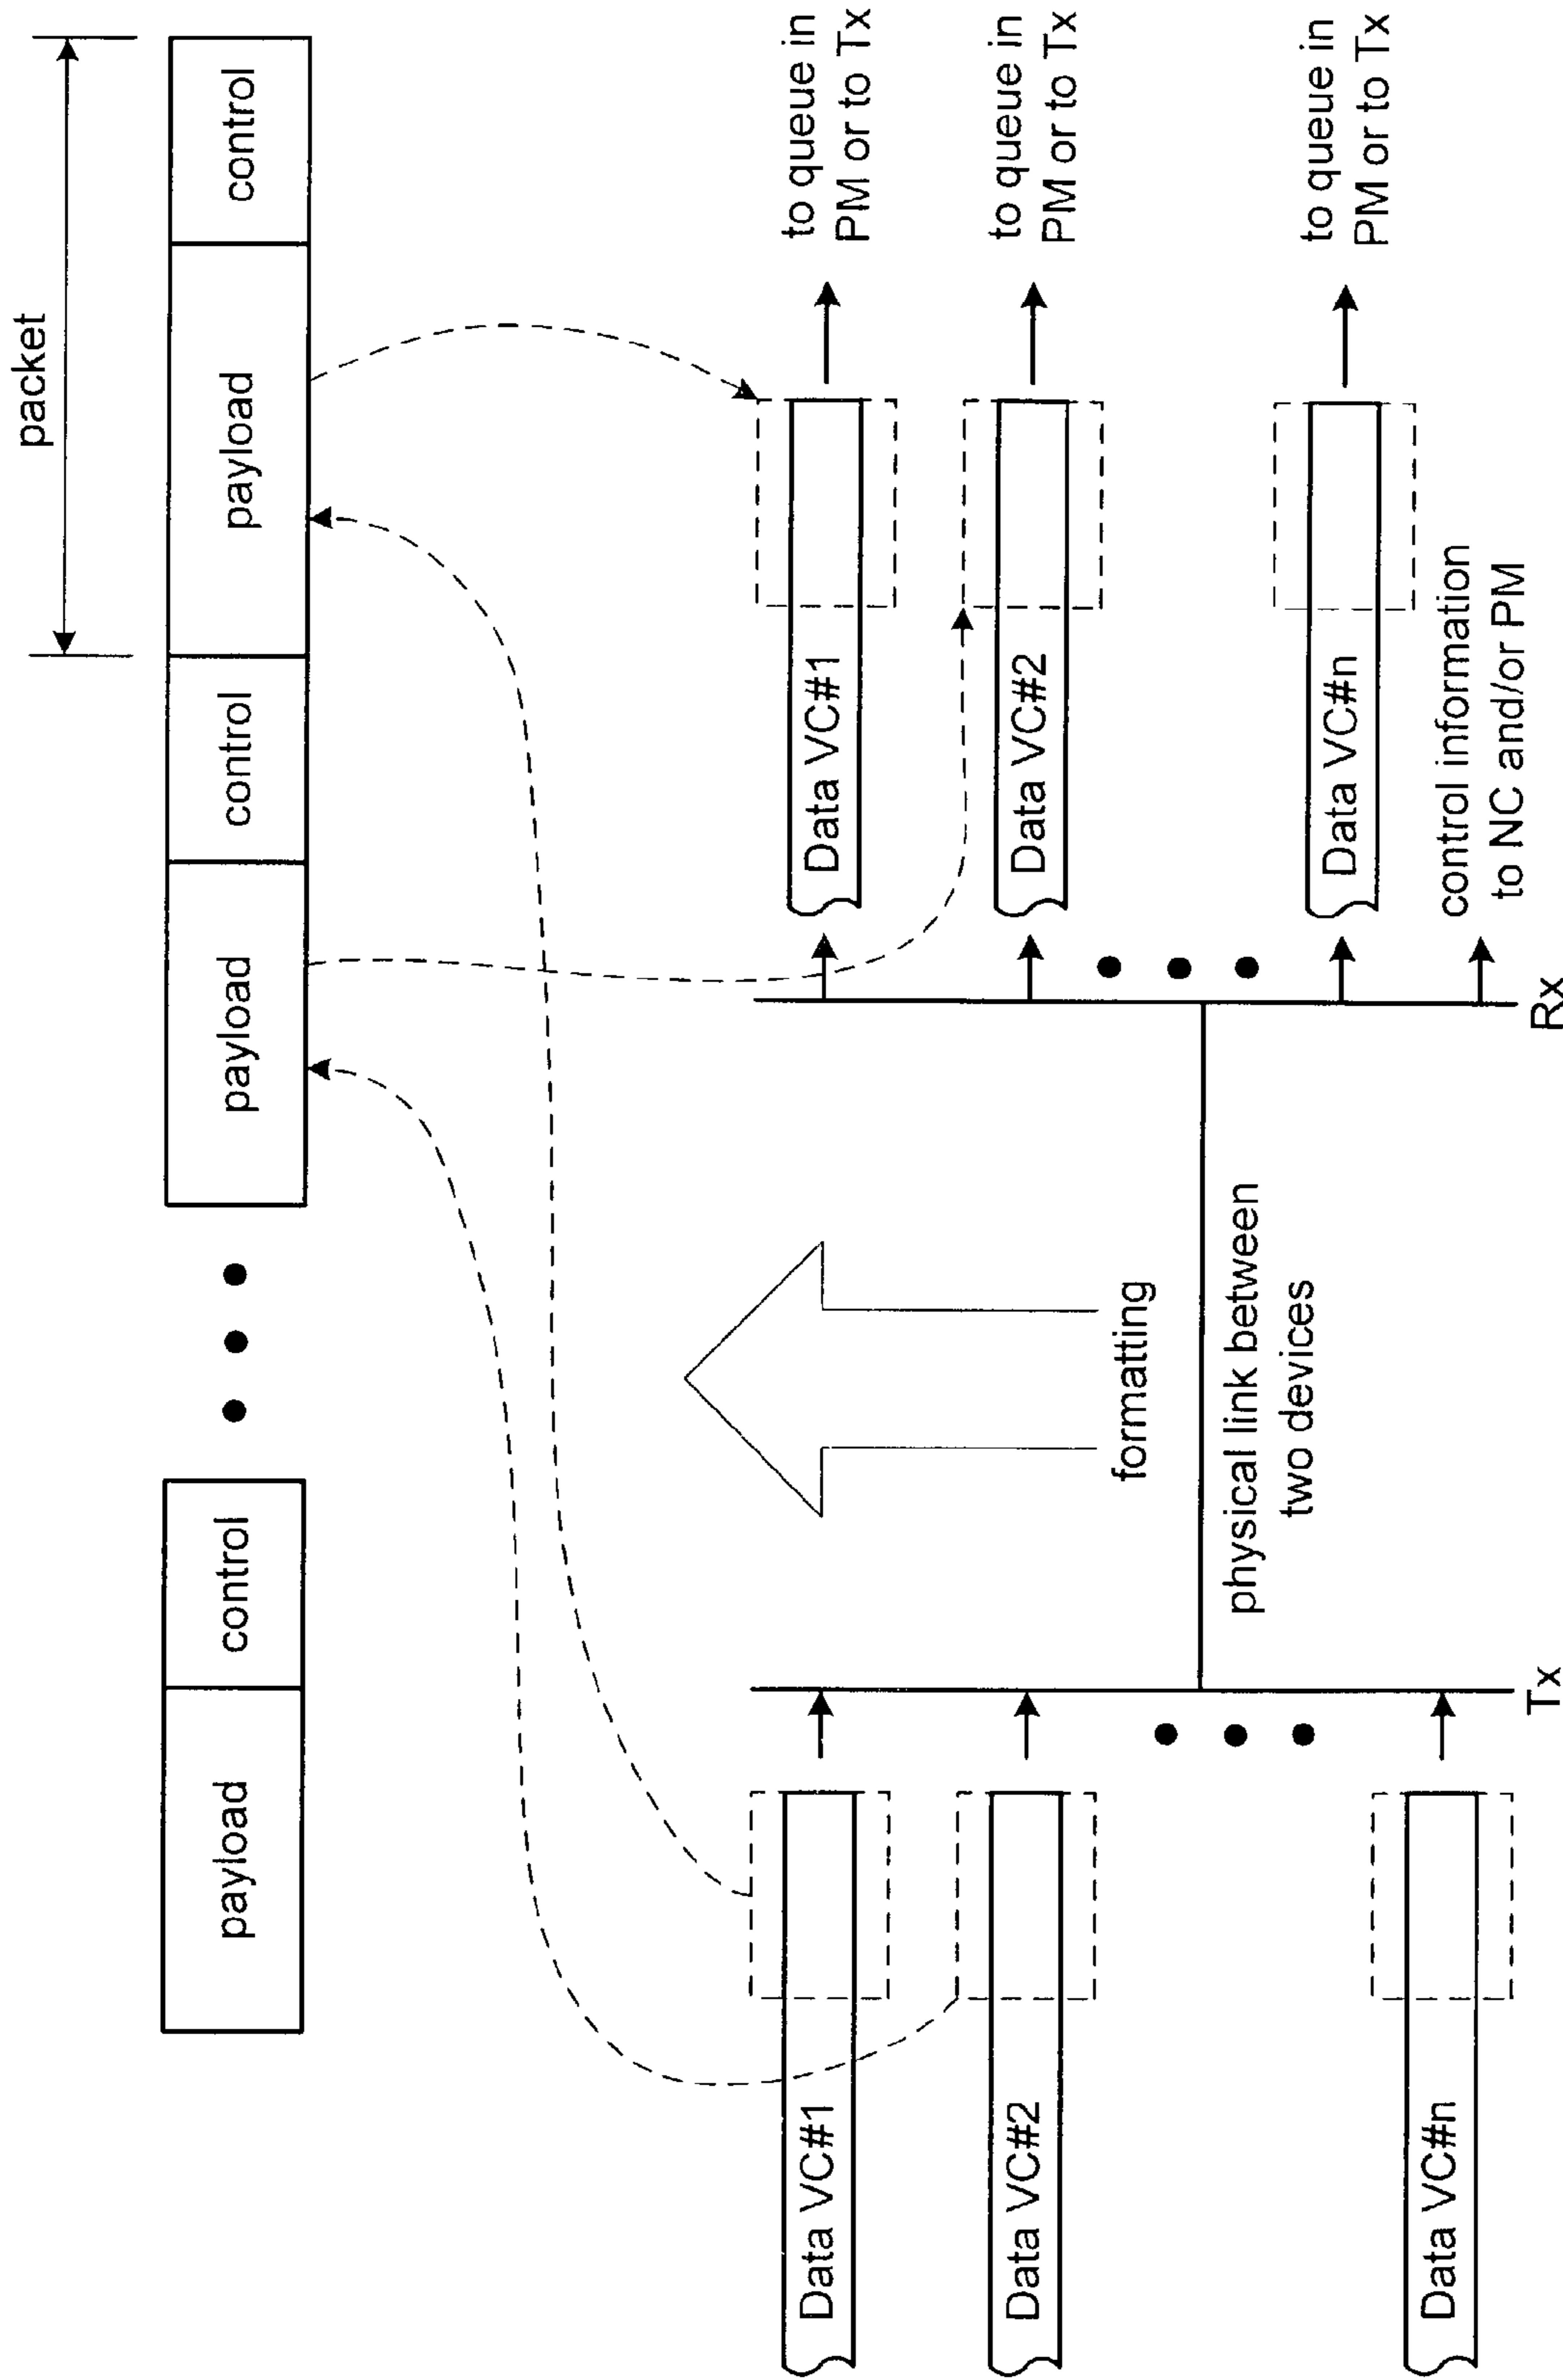 packet
payload
control
payload
control
payload
control
formatting
Data VC#1
Data VC#2
Data VC#n
Tx
physical link between
two devices
Rx
Data VC#1
Data VC#2
Data VC#n
control information
to NC and/or PM
to queue in
PM or to Tx
to queue in
PM or to Tx
to queue in
PM or to Tx